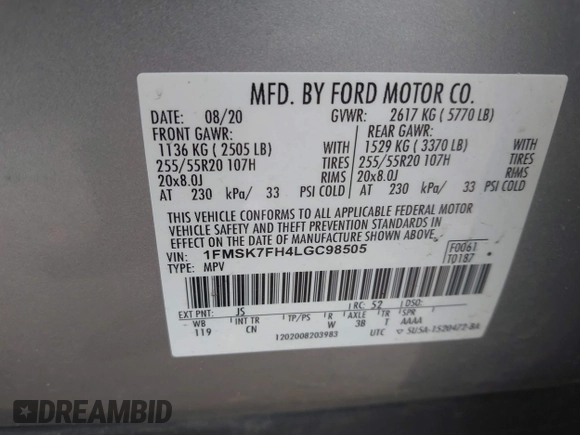 MFD. BY FORD MOTOR CO.
DATE: 08/20 GVWR: 2617 KG ( 5770 LB)
FRONT GAWR: REAR GAWR:
1136 KG ( 2505 LB) WITH 1529 KG ( 3370 LB) WITH
255/55R20 107H TIRES 255/55R20 107H TIRES
20x8.0J RIMS 20x8.0J RIMS
AT 230 kPa/ 33 PSI COLD AT 230 kPa/ 33 PSI COLD
THIS VEHICLE CONFORMS TO ALL APPLICABLE FEDERAL MOTOR
VEHICLE SAFETY AND THEFT PREVENTION STANDARDS IN
EFFECT ON THE DATE OF MANUFACTURE SHOWN ABOVE.
VIN: 1FMSK7FH4LGC98505 F0061
TYPE: MPV T0187
EXT PNT: JS RC: 52 DSO:
WB INT TR TP/PS R AXLE TR SPR
119 CN W 3B T AAAA
1202008203983 UTC 5USA-1520472-BA
DREAMBID